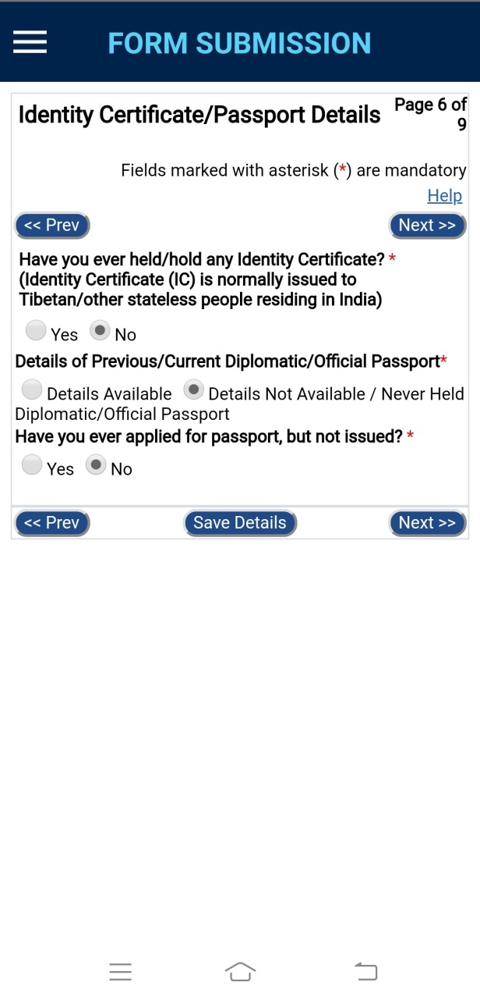 FORM SUBMISSION
Identity Certificate/Passport Details
Page 6 of
9
Fields marked with asterisk (*) are mandatory
Help
<< Prev
Next >>
Have you ever held/hold any Identity Certificate? *
(Identity Certificate (IC) is normally issued to
Tibetan/other stateless people residing in India)
Yes No
Details of Previous/Current Diplomatic/Official Passport*
Details Available Details Not Available / Never Held
Diplomatic/Official Passport
Have you ever applied for passport, but not issued? *
Yes No
<< Prev Save Details Next >>